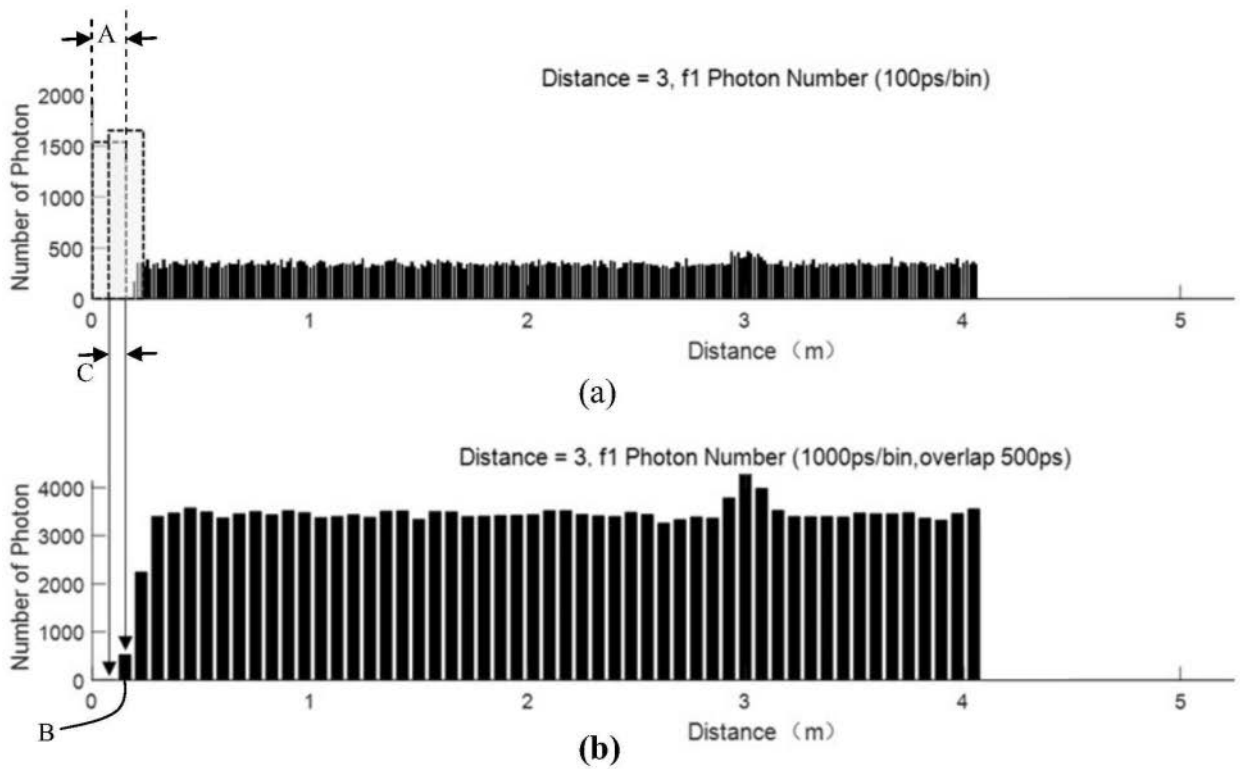 A
Distance = 3, f1 Photon Number (100ps/bin)
Number of Photon
2000
1500
1000
500
0
0 1 2 3 4 5
Distance（m）
C
(a)
Distance = 3, f1 Photon Number (1000ps/bin,overlap 500ps)
Number of Photon
4000
3000
2000
1000
0
0 1 2 3 4 5
Distance（m）
B
(b)